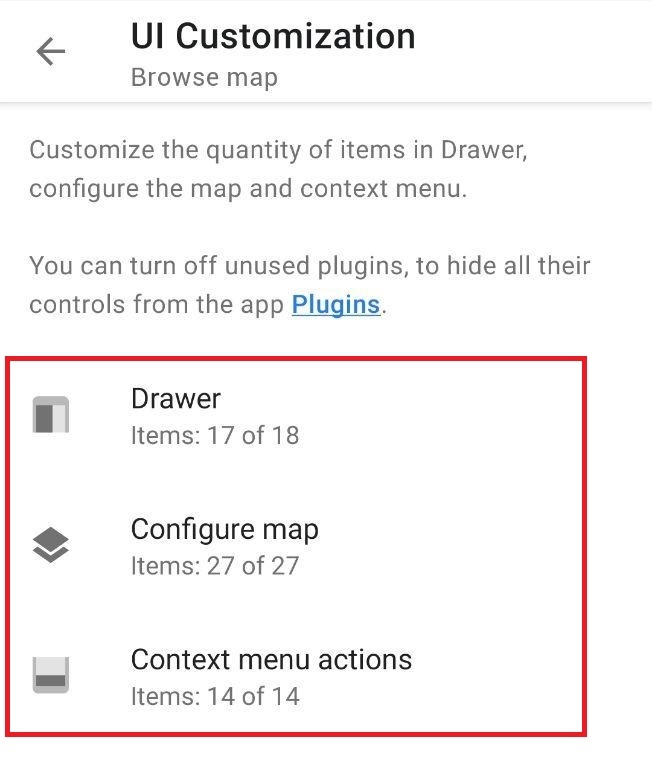 UI Customization
Browse map
Customize the quantity of items in Drawer,
configure the map and context menu.
You can turn off unused plugins, to hide all their
controls from the app Plugins.
Drawer
Items: 17 of 18
Configure map
Items: 27 of 27
Context menu actions
Items: 14 of 14